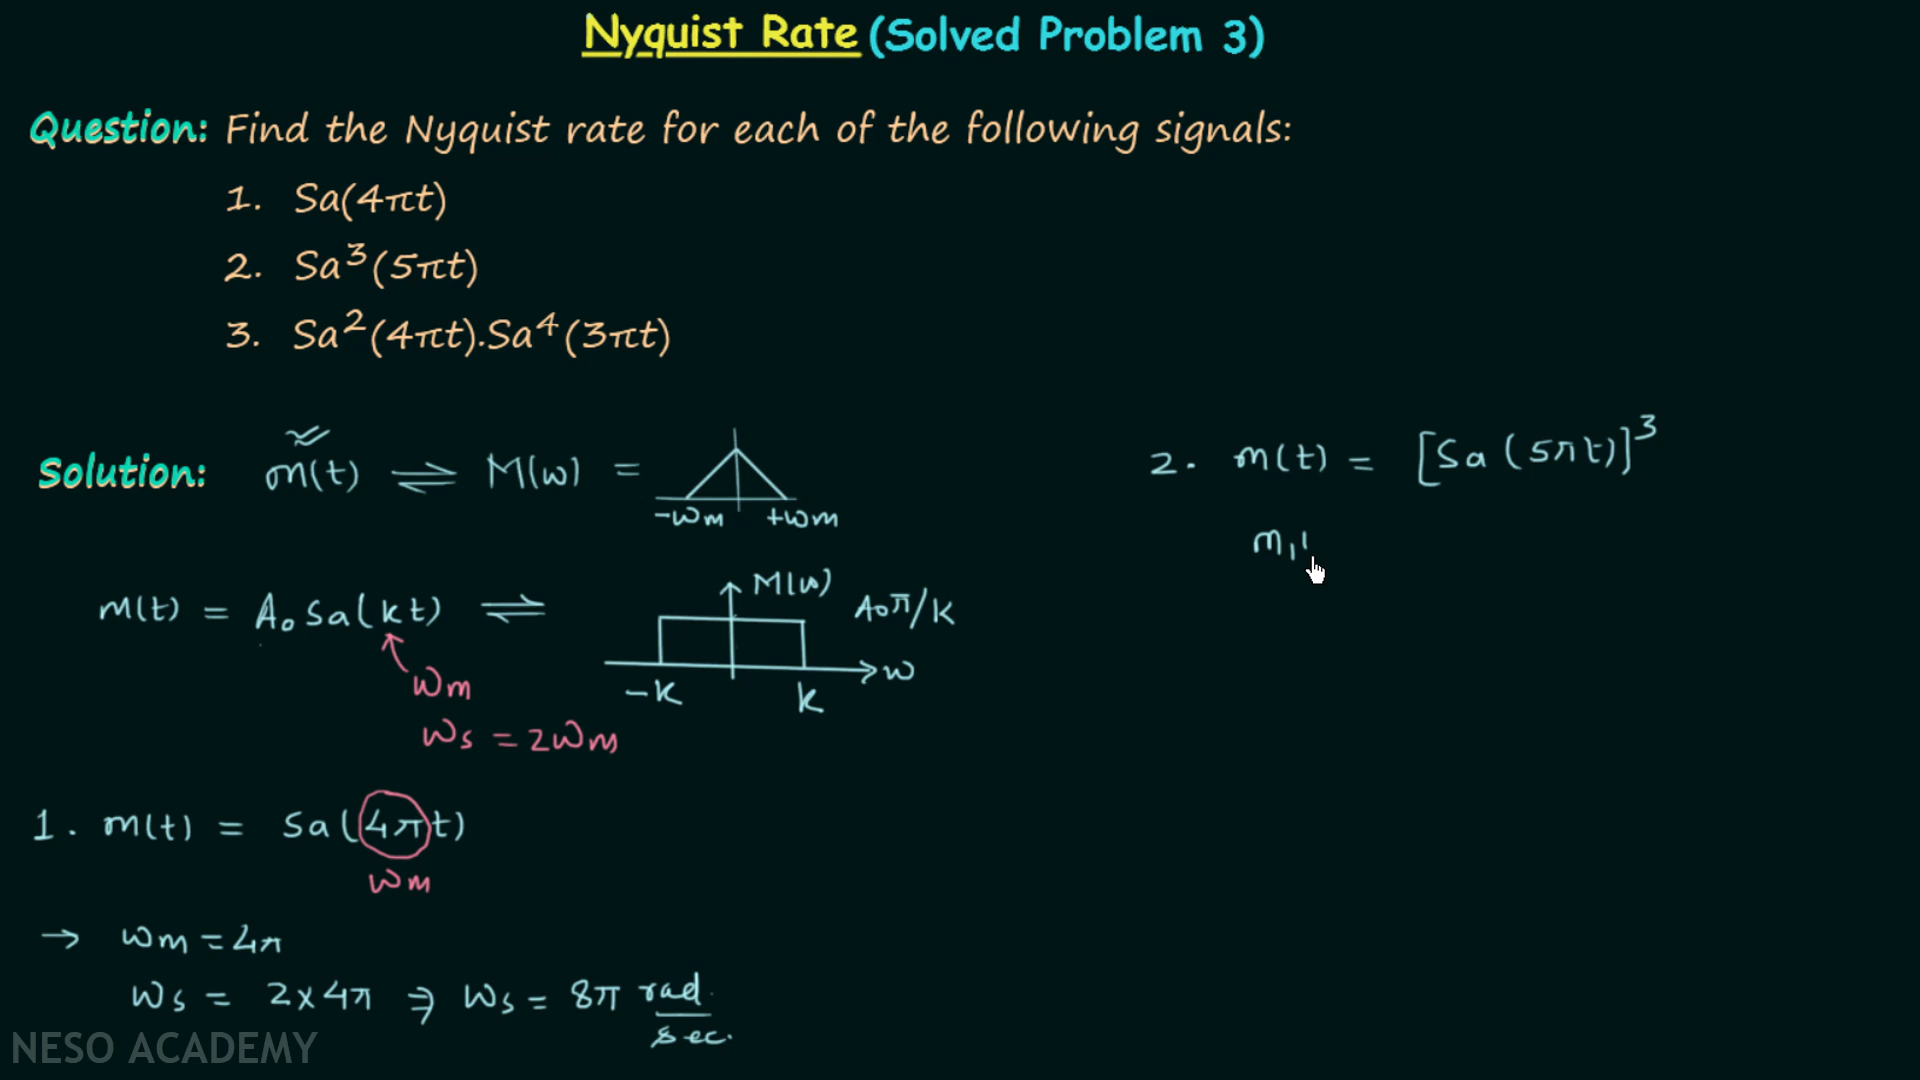 Nyquist Rate (Solved Problem 3)
Question: Find the Nyquist rate for each of the following signals:
1. Sa(4πt)
2. Sa³(5πt)
3. Sa²(4πt).Sa⁴(3πt)
Solution: m(t) ⇌ M(ω) =
-ωm +ωm
m(t) = A₀ Sa(kt) ⇌
M(ω) A₀π/K
ω
-K K
ωm
ωs = 2ωm
1. m(t) = Sa(4πt)
ωm
→ ωm = 4π
ωs = 2×4π ⇒ ωs = 8π rad/sec.
2. m(t) = [Sa(5πt)]³
m₁(
NESO ACADEMY